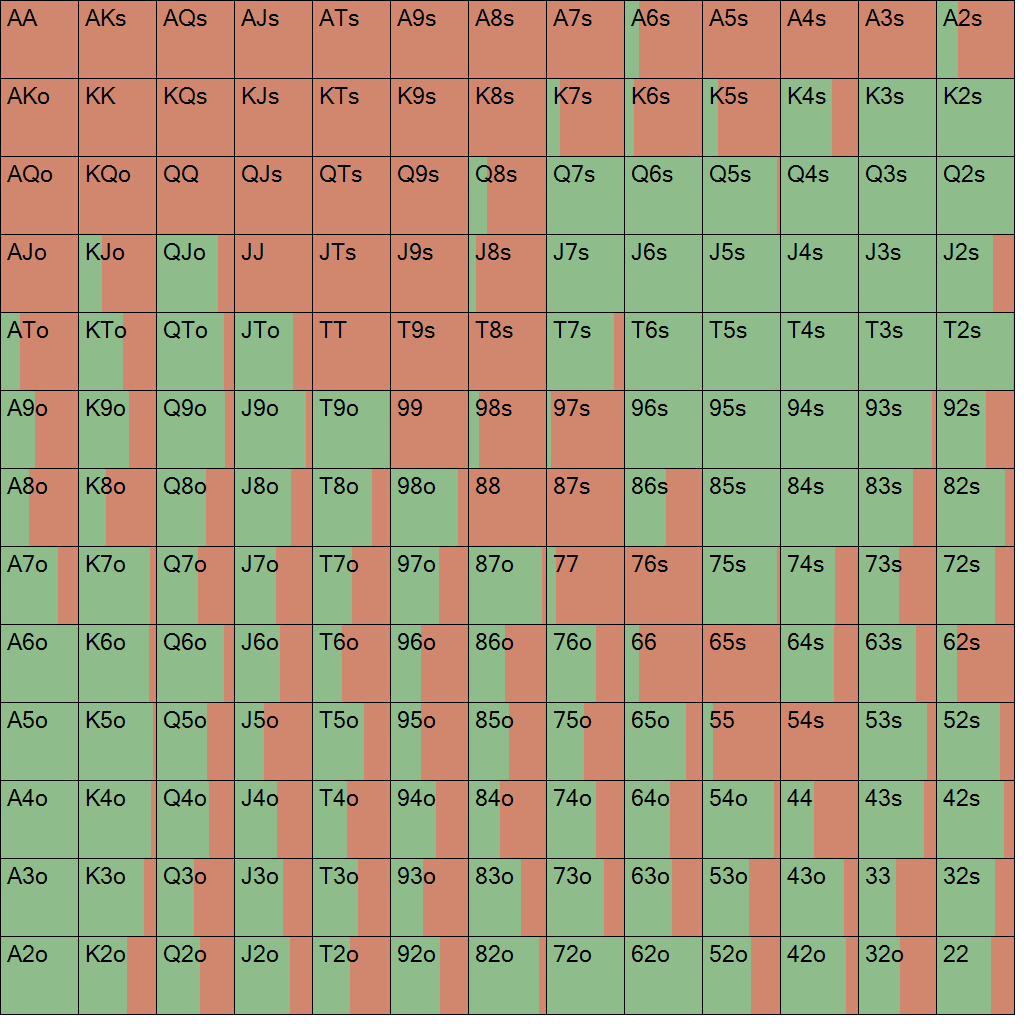 AA AKs AQs AJs ATs A9s A8s A7s A6s A5s A4s A3s A2s
AKo KK KQs KJs KTs K9s K8s K7s K6s K5s K4s K3s K2s
AQo KQo QQ QJs QTs Q9s Q8s Q7s Q6s Q5s Q4s Q3s Q2s
AJo KJo QJo JJ JTs J9s J8s J7s J6s J5s J4s J3s J2s
ATo KTo QTo JTo TT T9s T8s T7s T6s T5s T4s T3s T2s
A9o K9o Q9o J9o T9o 99 98s 97s 96s 95s 94s 93s 92s
A8o K8o Q8o J8o T8o 98o 88 87s 86s 85s 84s 83s 82s
A7o K7o Q7o J7o T7o 97o 87o 77 76s 75s 74s 73s 72s
A6o K6o Q6o J6o T6o 96o 86o 76o 66 65s 64s 63s 62s
A5o K5o Q5o J5o T5o 95o 85o 75o 65o 55 54s 53s 52s
A4o K4o Q4o J4o T4o 94o 84o 74o 64o 54o 44 43s 42s
A3o K3o Q3o J3o T3o 93o 83o 73o 63o 53o 43o 33 32s
A2o K2o Q2o J2o T2o 92o 82o 72o 62o 52o 42o 32o 22